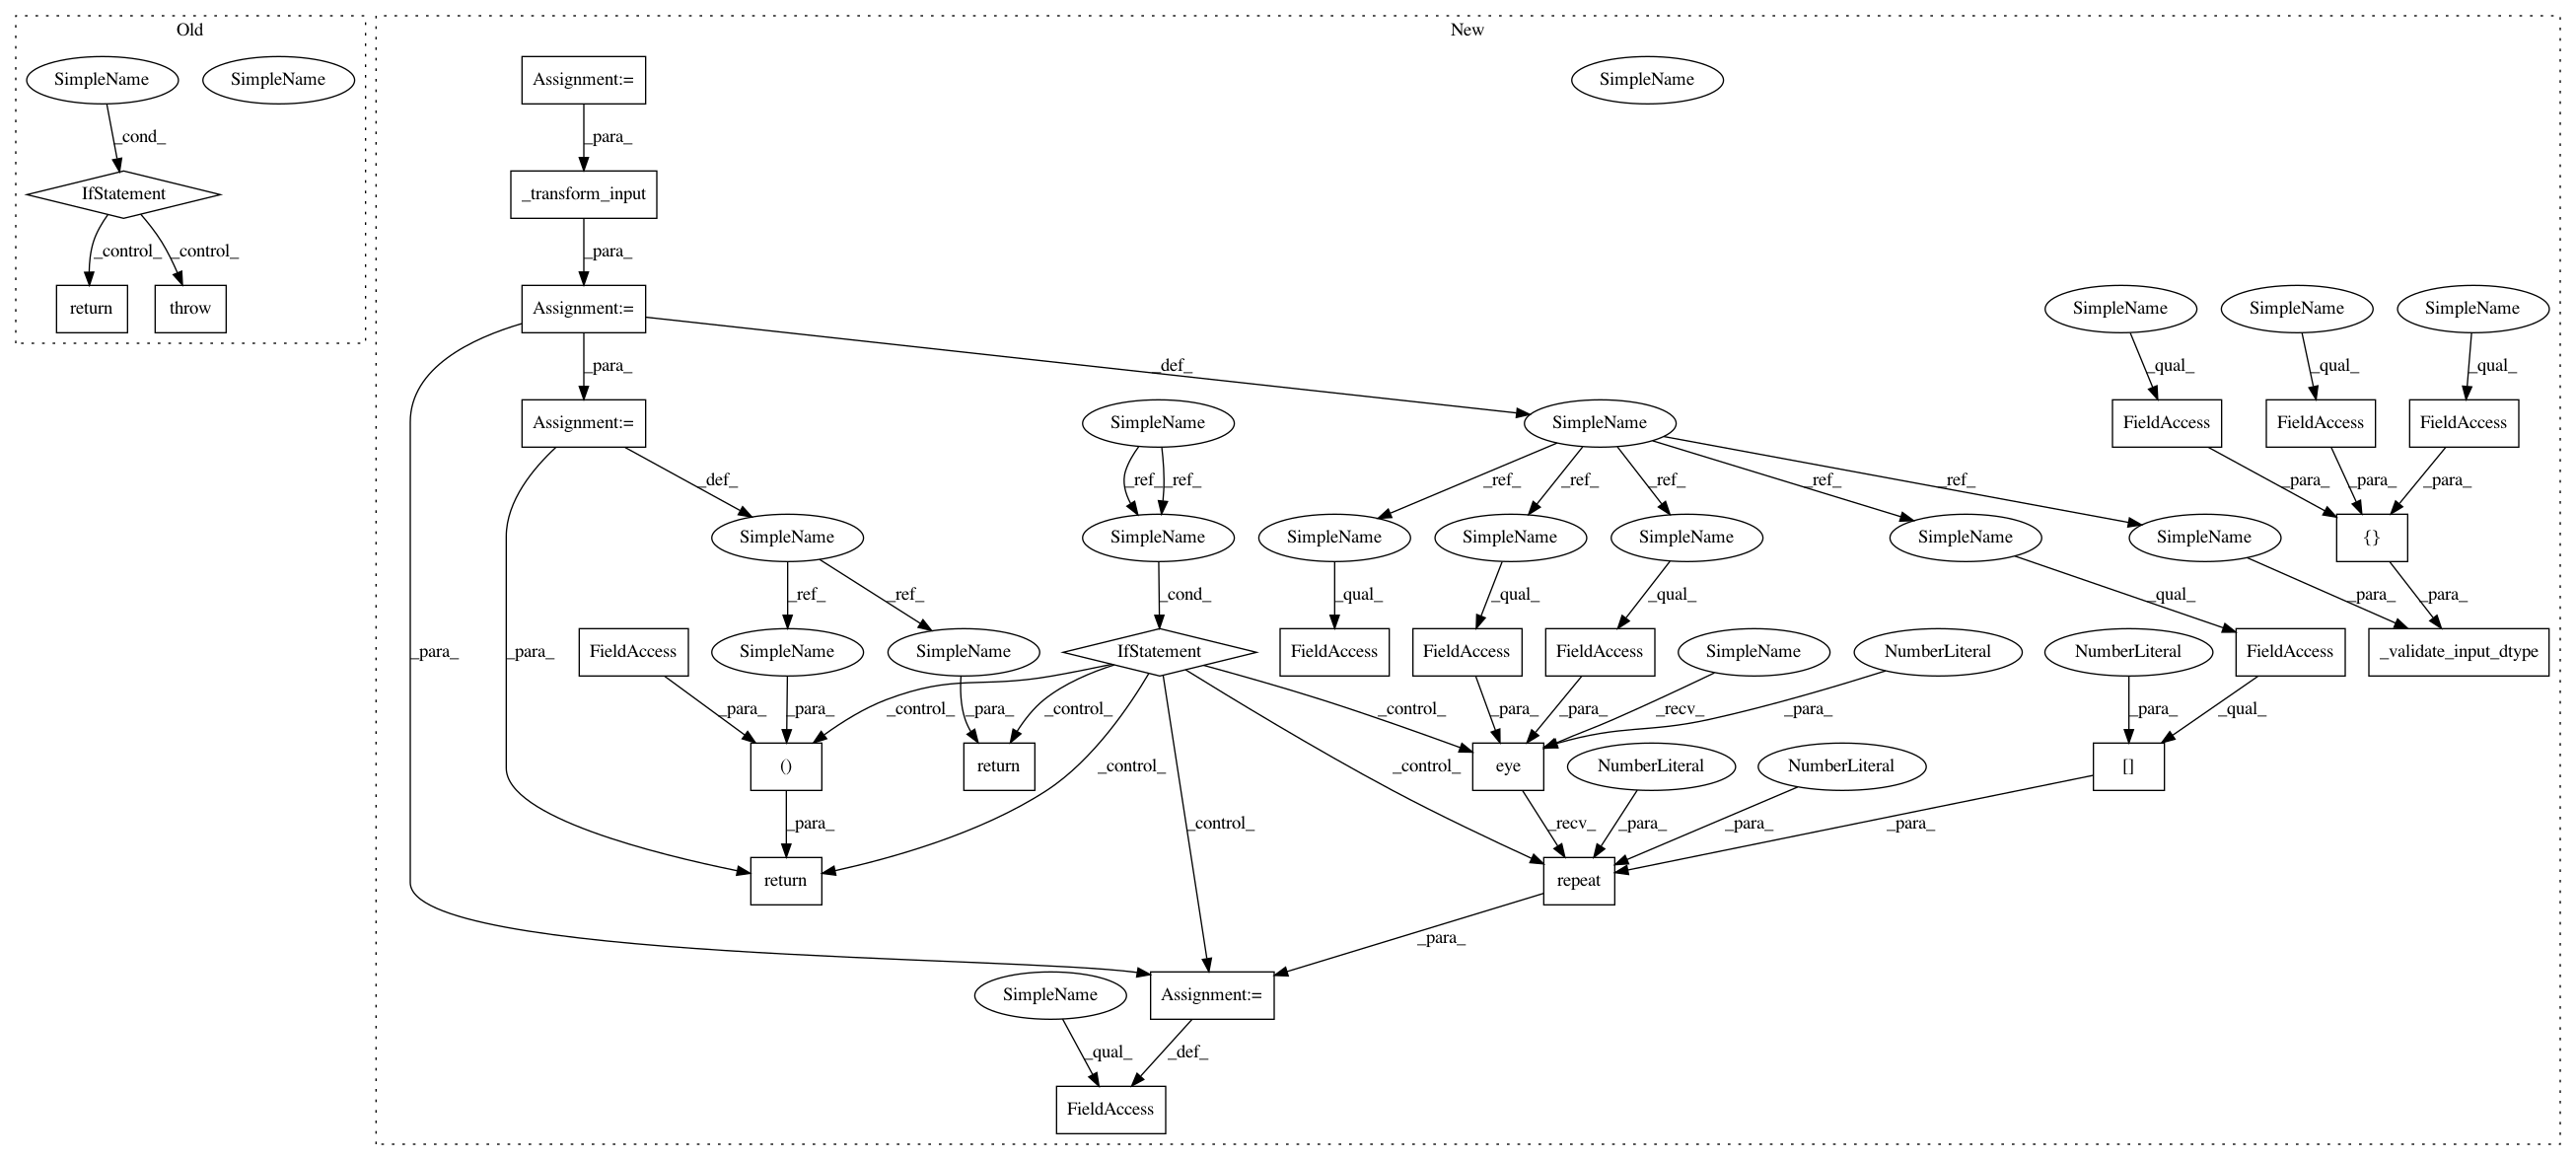 Old
New
SimpleName
SimpleName
Assignment:=
SimpleName
_cond_
_para_
IfStatement
_transform_input
_control_
_control_
_para_
return
throw
Assignment:=
SimpleName
SimpleName
SimpleName
_para_
_def_
_qual_
_qual_
_qual_
Assignment:=
SimpleName
SimpleName
FieldAccess
FieldAccess
FieldAccess
_def_
_ref_
_ref_
_ref_
_ref_
_ref_
_ref_
_ref_
_para_
_para_
_para_
SimpleName
SimpleName
SimpleName
SimpleName
SimpleName
SimpleName
SimpleName
{}
_ref_
_ref_
_cond_
_qual_
_qual_
_qual_
_qual_
_para_
_para_
FieldAccess
SimpleName
SimpleName
IfStatement
FieldAccess
FieldAccess
FieldAccess
SimpleName
NumberLiteral
NumberLiteral
FieldAccess
_validate_input_dtype
_para_
_para_
_para_
_control_
_para_
_control_
_control_
_para_
_para_
_recv_
_para_
_para_
_qual_
()
return
eye
NumberLiteral
NumberLiteral
[]
_control_
_control_
_para_
_control_
_recv_
_para_
_para_
_para_
return
repeat
_para_
SimpleName
Assignment:=
_qual_
_def_
FieldAccess